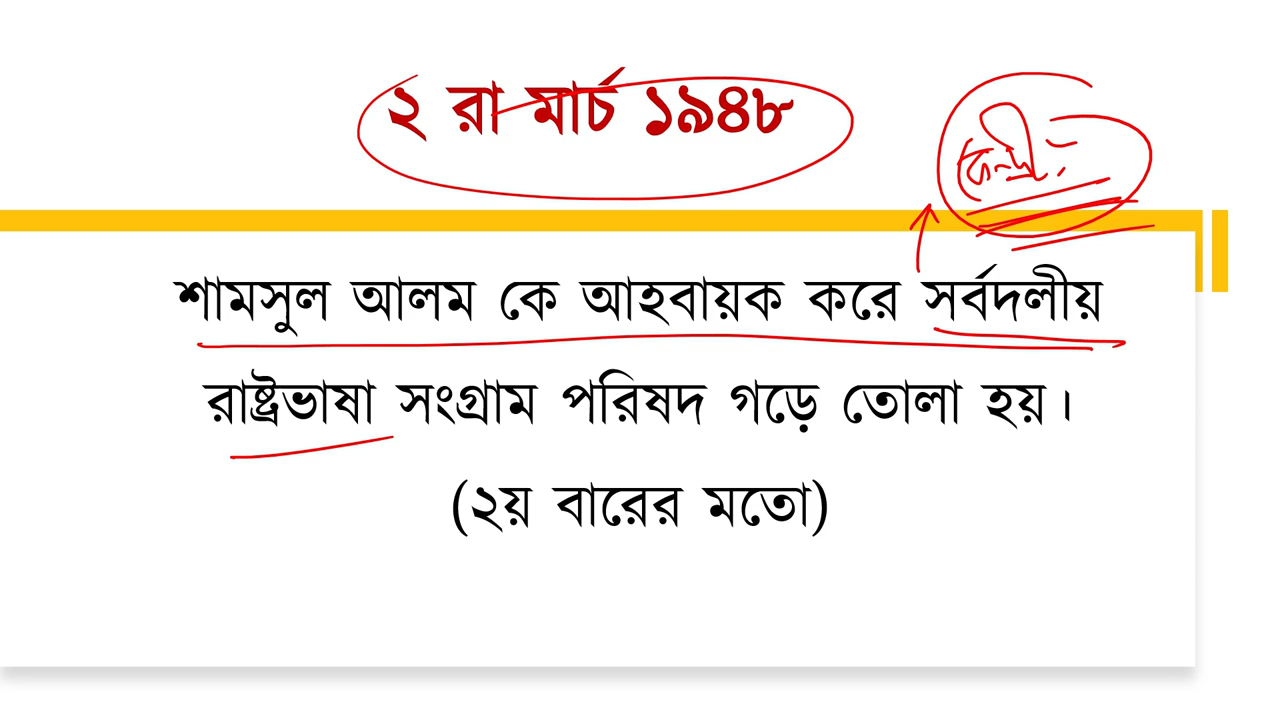 ২ রা মার্চ ১৯৪৮
শামসুল আলম কে আহবায়ক করে সর্বদলীয়
রাষ্ট্রভাষা সংগ্রাম পরিষদ গড়ে তোলা হয়।
(২য় বারের মতো)